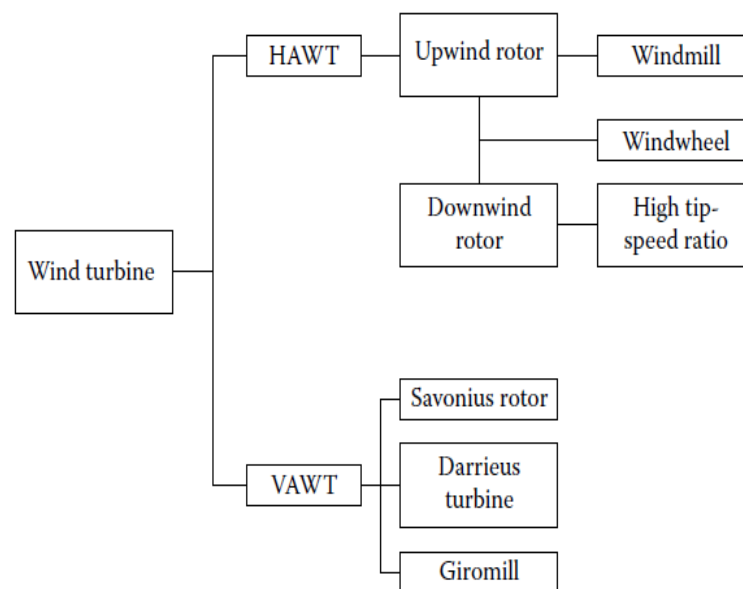 HAWT
Upwind rotor
Windmill
Windwheel
Downwind
rotor
High tip-
speed ratio
Wind turbine
Savonius rotor
VAWT
Darrieus
turbine
Giromill